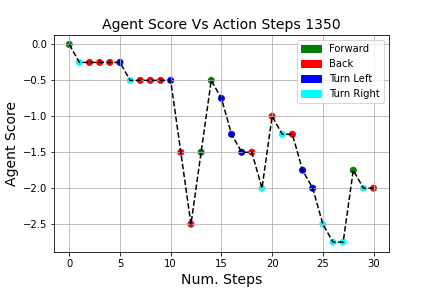 Agent Score Vs Action Steps 1350
Forward
Back
Turn Left
Turn Right
Agent Score
0.0
−0.5
−1.0
−1.5
−2.0
−2.5
0 5 10 15 20 25 30
Num. Steps